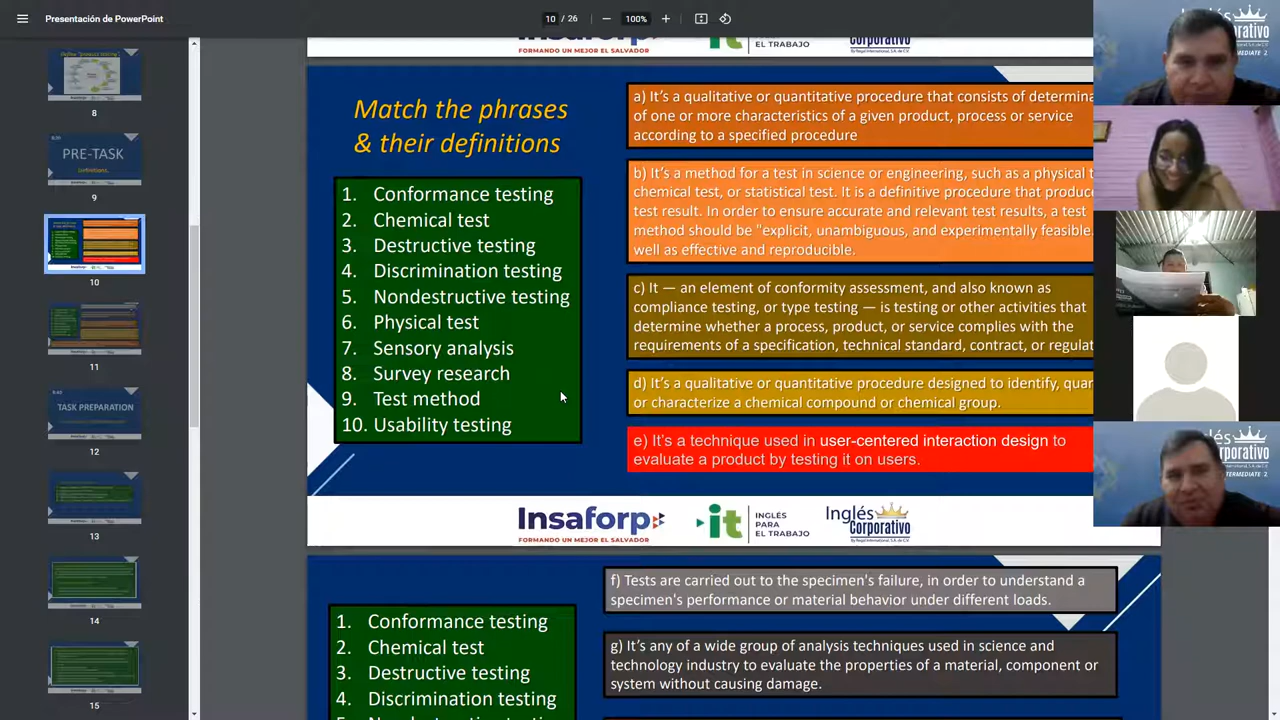 Presentación de PowerPoint
10 / 26
100%
8
PRE-TASK
9
10
11
TASK PREPARATION
12
13
14
15
FORMANDO UN MEJOR EL SALVADOR
EL TRABAJO
Match the phrases
& their definitions
1. Conformance testing
2. Chemical test
3. Destructive testing
4. Discrimination testing
5. Nondestructive testing
6. Physical test
7. Sensory analysis
8. Survey research
9. Test method
10. Usability testing
a) It's a qualitative or quantitative procedure that consists of determina
of one or more characteristics of a given product, process or service
according to a specified procedure
b) It's a method for a test in science or engineering, such as a physical t
chemical test, or statistical test. It is a definitive procedure that produc
test result. In order to ensure accurate and relevant test results, a test
method should be "explicit, unambiguous, and experimentally feasible.
well as effective and reproducible.
c) It — an element of conformity assessment, and also known as
compliance testing, or type testing — is testing or other activities that
determine whether a process, product, or service complies with the
requirements of a specification, technical standard, contract, or regulat
d) It's a qualitative or quantitative procedure designed to identify, quan
or characterize a chemical compound or chemical group.
e) It's a technique used in user-centered interaction design to
evaluate a product by testing it on users.
Insaforp
FORMANDO UN MEJOR EL SALVADOR
it
INGLÉS
PARA
EL TRABAJO
Inglés
Corporativo
1. Conformance testing
2. Chemical test
3. Destructive testing
4. Discrimination testing
f) Tests are carried out to the specimen's failure, in order to understand a
specimen's performance or material behavior under different loads.
g) It's any of a wide group of analysis techniques used in science and
technology industry to evaluate the properties of a material, component or
system without causing damage.